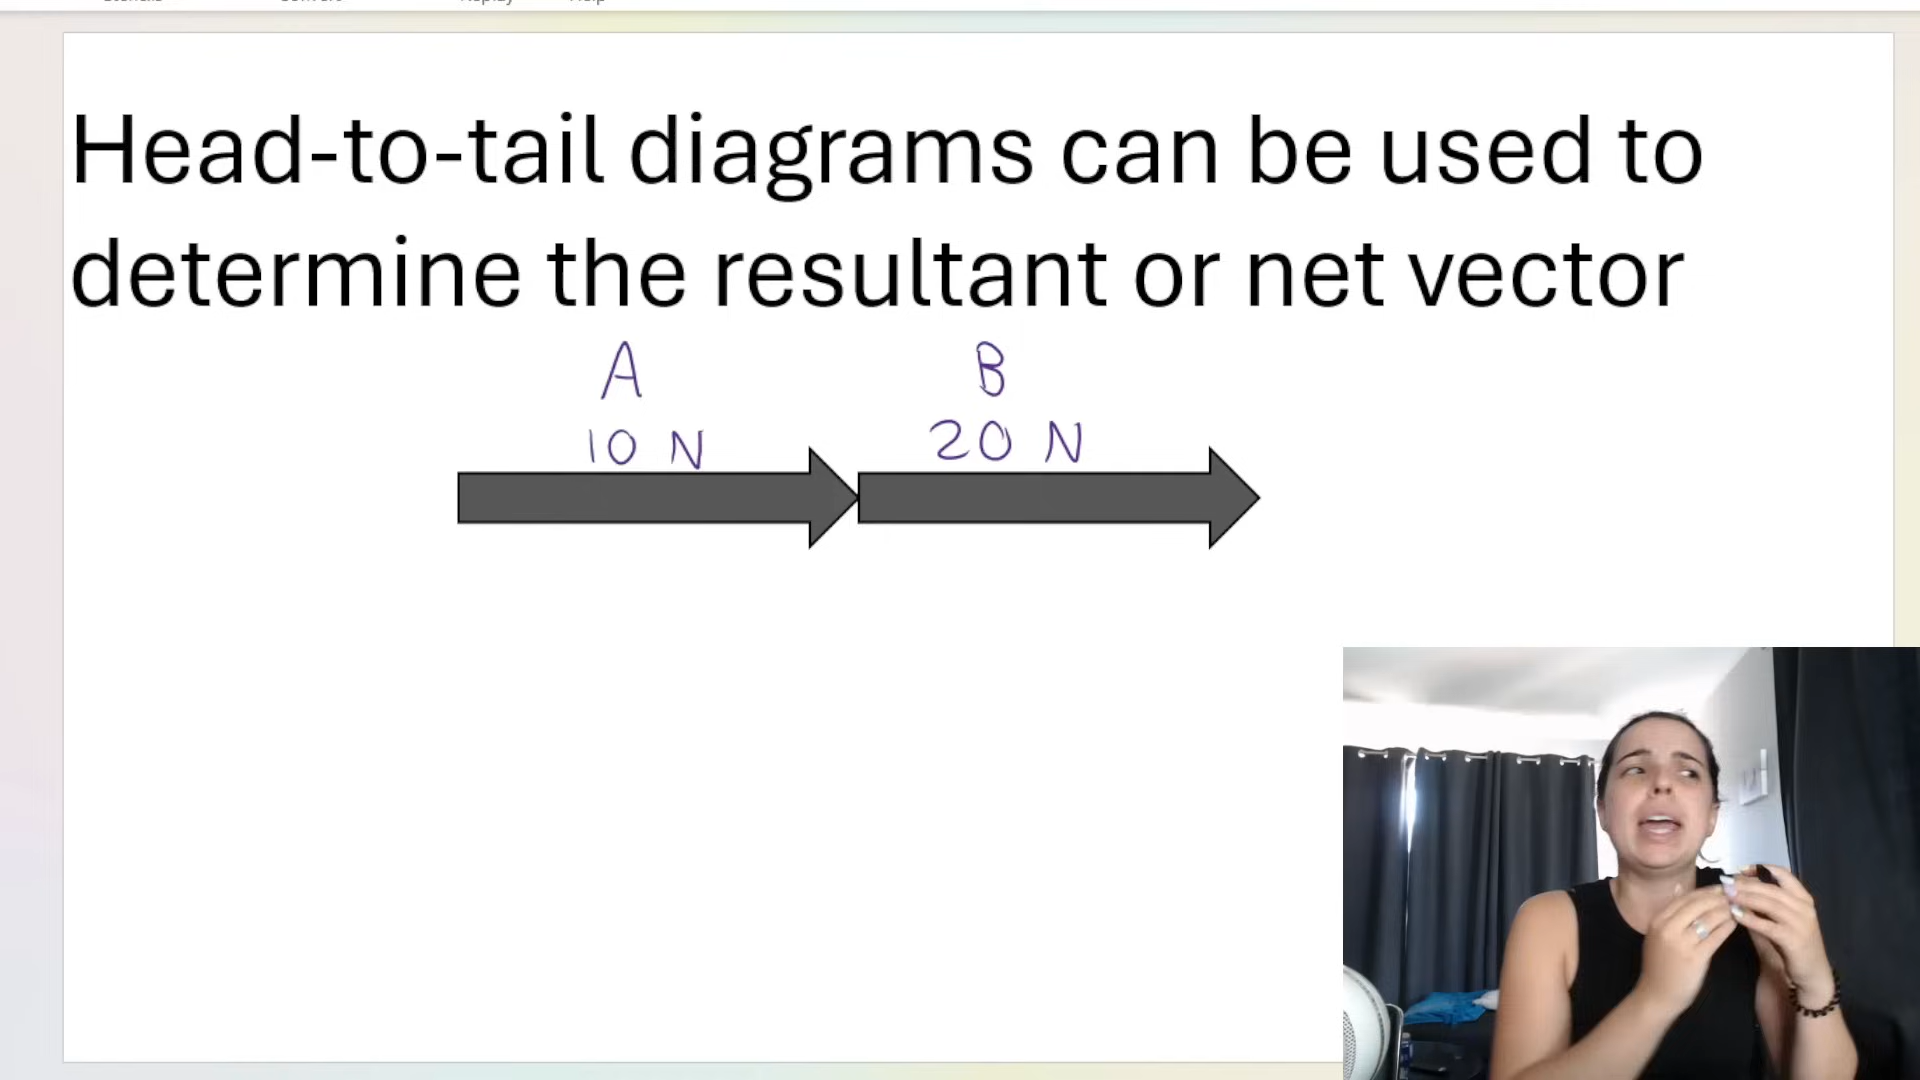 Head-to-tail diagrams can be used to
determine the resultant or net vector
A B
10 N 20 N